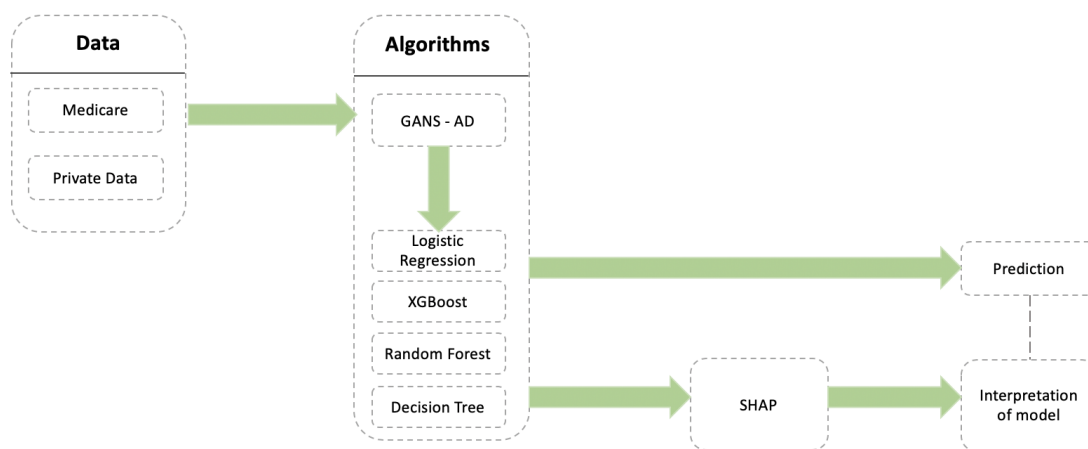 Data
Medicare
Private Data
Algorithms
GANS - AD
Logistic
Regression
XGBoost
Random Forest
Decision Tree
Prediction
SHAP
Interpretation
of model